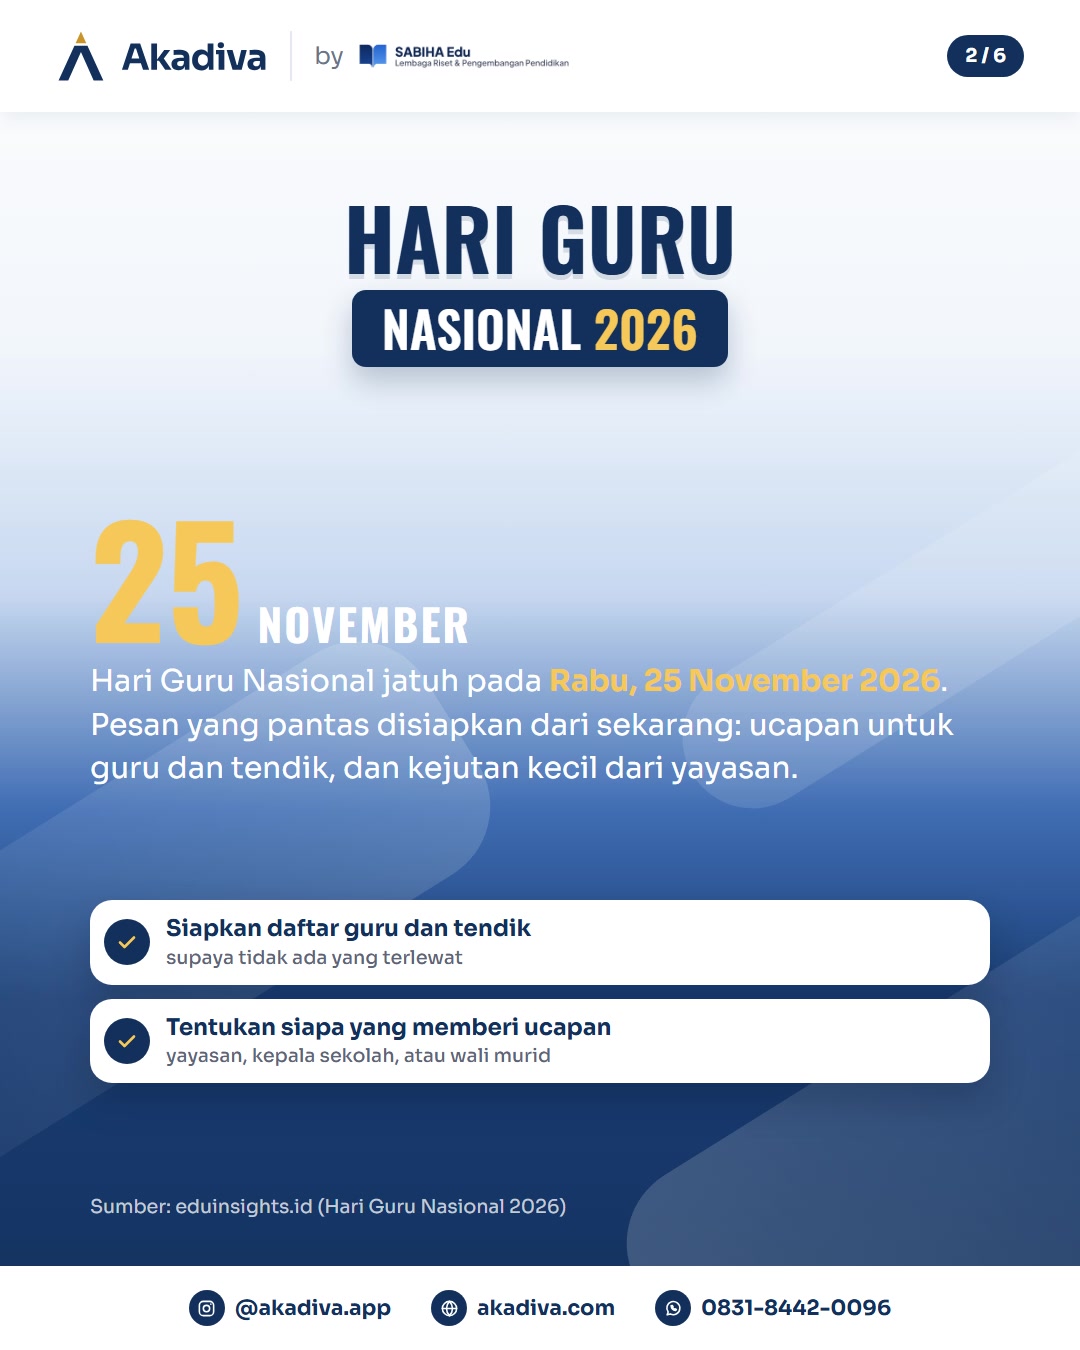 Akadiva
by
SABIHA Edu
Lembaga Riset & Pengembangan Pendidikan
2 / 6
HARI GURU
NASIONAL 2026
25 NOVEMBER
Hari Guru Nasional jatuh pada Rabu, 25 November 2026.
Pesan yang pantas disiapkan dari sekarang: ucapan untuk
guru dan tendik, dan kejutan kecil dari yayasan.
Siapkan daftar guru dan tendik
supaya tidak ada yang terlewat
Tentukan siapa yang memberi ucapan
yayasan, kepala sekolah, atau wali murid
Sumber: eduinsights.id (Hari Guru Nasional 2026)
@akadiva.app
akadiva.com
0831-8442-0096